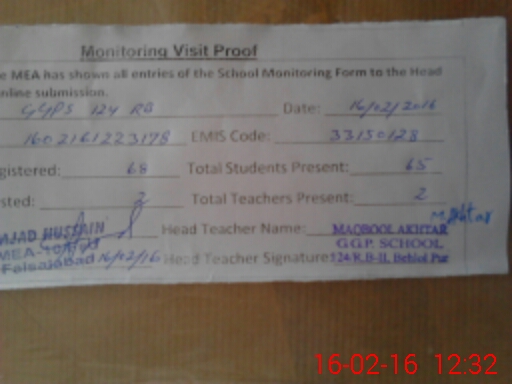 Monitoring Visit Proof
e MEA has shown all entries of the School Monitoring Form to the Head
nline submission.
GGPS 124 RB Date: 16/02/2016
1602161223178 EMIS Code: 33150128
gistered: 68 Total Students Present: 65
sted: 2 Total Teachers Present: 2
M. Akhtar
AJAD HUSSAIN Head Teacher Name: MAQBOOL AKHTAR
MEA- G.G.P. SCHOOL
Faisalabad 16/02/16 Head Teacher Signature: 124/R.B-II, Behlol Pur
16-02-16 12:32